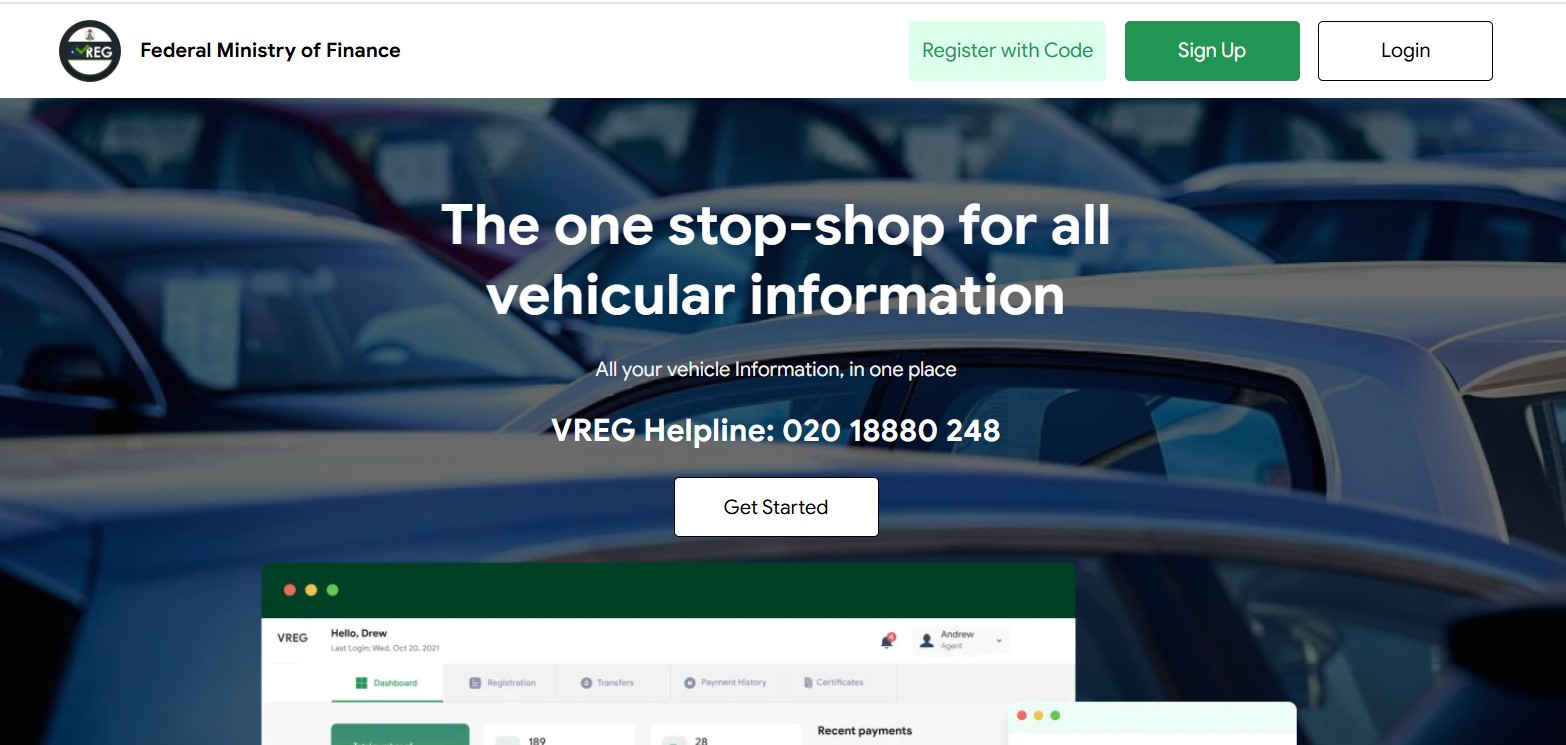 VREG
Federal Ministry of Finance
Register with Code
Sign Up
Login
The one stop-shop for all
vehicular information
All your vehicle Information, in one place
VREG Helpline: 020 18880 248
Get Started
VREG
Hello, Drew
Last Login: Wed, Oct 20, 2021
Andrew
Agent
Dashboard
Registration
Transfers
Payment History
Certificates
189
28
Recent payments